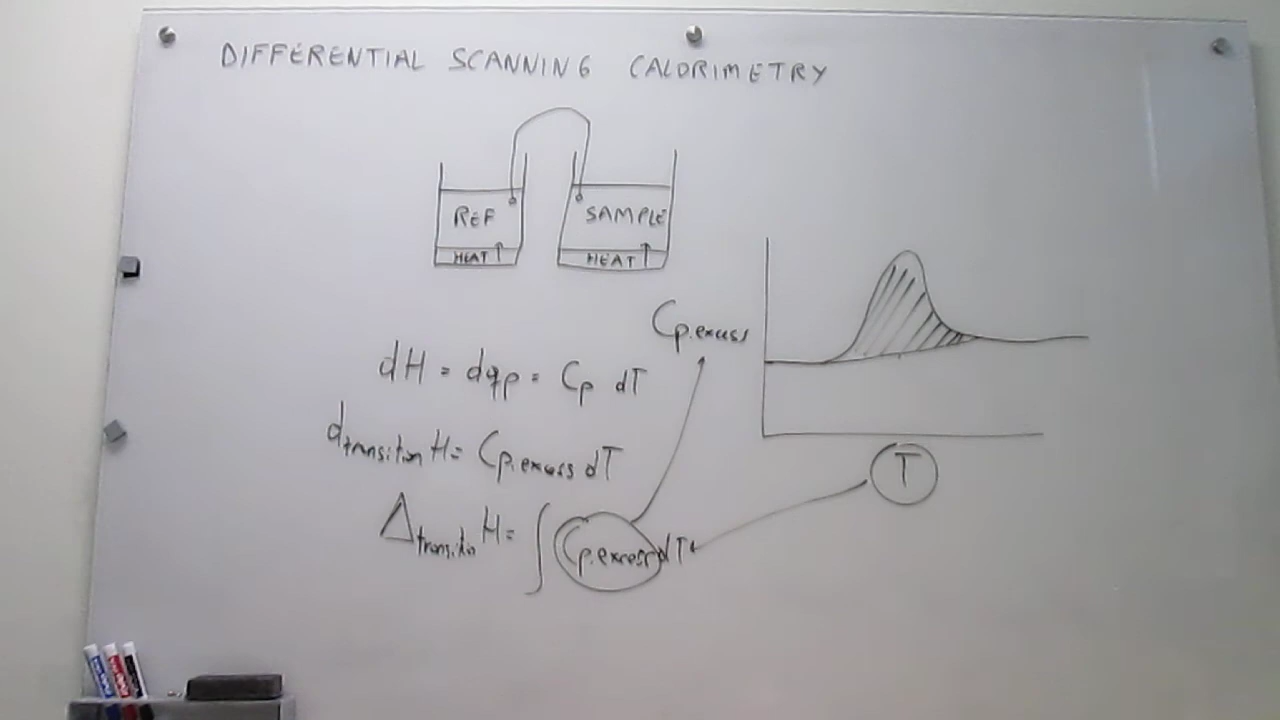 DIFFERENTIAL SCANNING CALORIMETRY
REF
SAMPLE
HEAT ↑
HEAT ↑
Cp.excess
dH = dqp = Cp dT
dtransition H = Cp.excess dT
T
Δtransitio H = ∫ Cp.excess dT